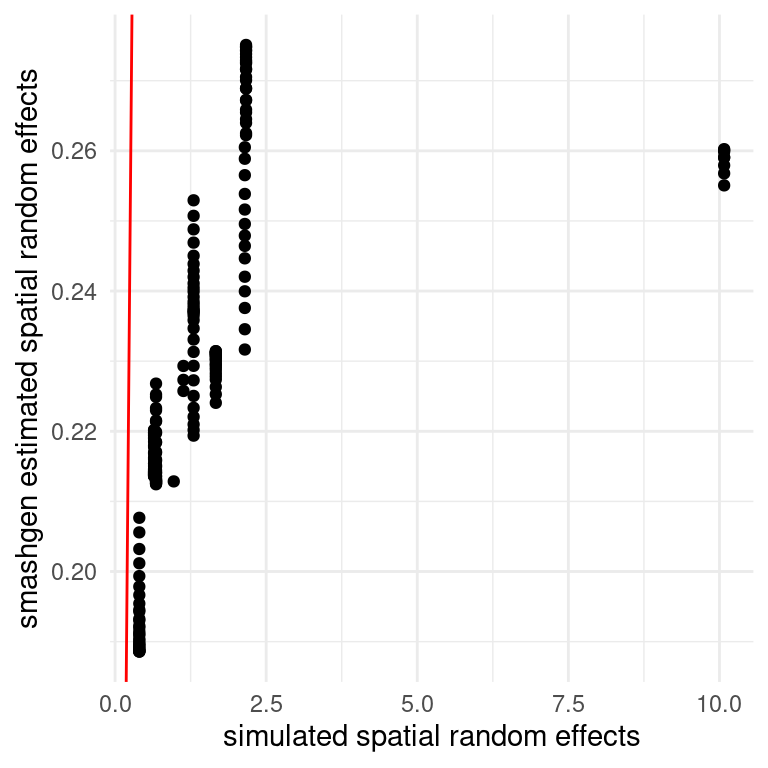 smashgen estimated spatial random effects
0.26
0.24
0.22
0.20
0.0 2.5 5.0 7.5 10.0
simulated spatial random effects